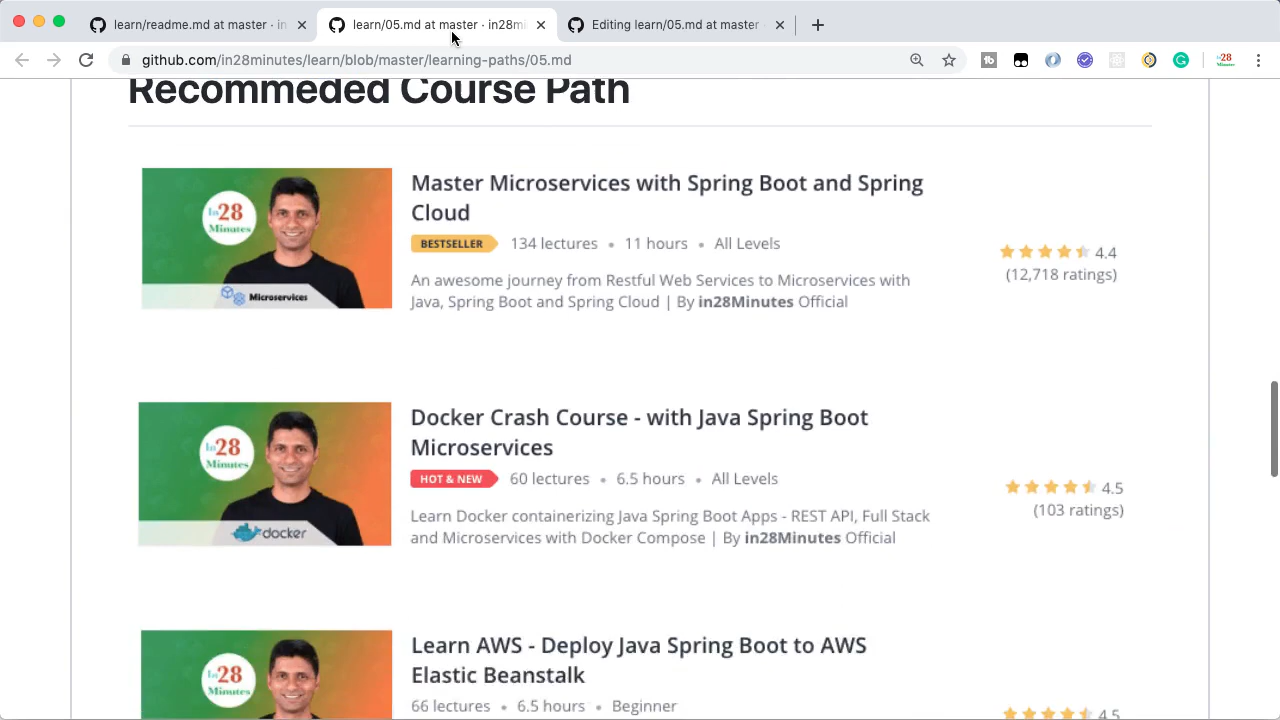 learn/readme.md at master · in
learn/05.md at master · in28mi
Editing learn/05.md at master ·
github.com/in28minutes/learn/blob/master/learning-paths/05.md
Recommeded Course Path
In28
Minutes
Microservices
Master Microservices with Spring Boot and Spring
Cloud
BESTSELLER 134 lectures • 11 hours • All Levels
An awesome journey from Restful Web Services to Microservices with
Java, Spring Boot and Spring Cloud | By in28Minutes Official
4.4
(12,718 ratings)
In28
Minutes
docker
Docker Crash Course - with Java Spring Boot
Microservices
HOT & NEW 60 lectures • 6.5 hours • All Levels
Learn Docker containerizing Java Spring Boot Apps - REST API, Full Stack
and Microservices with Docker Compose | By in28Minutes Official
4.5
(103 ratings)
In28
Minutes
Learn AWS - Deploy Java Spring Boot to AWS
Elastic Beanstalk
66 lectures • 6.5 hours • Beginner
4.5